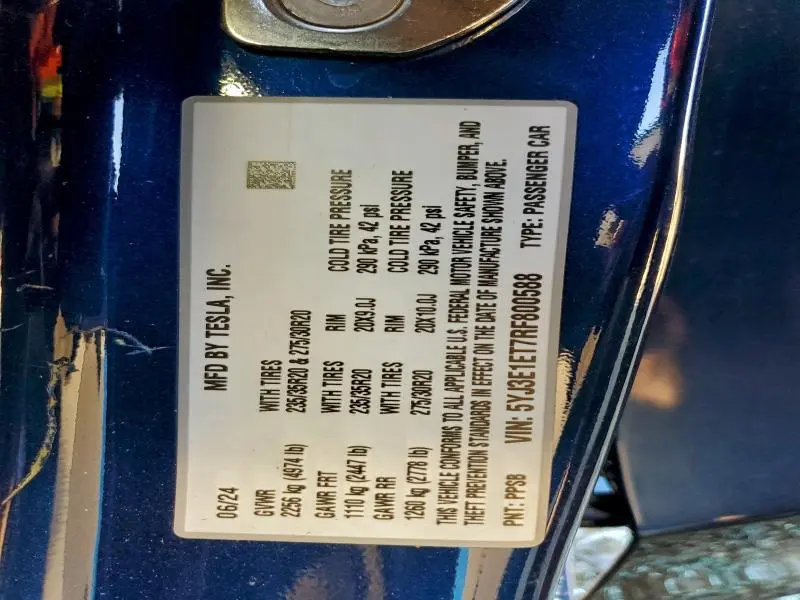 MFD BY TESLA, INC.
06/24
GVWR WITH TIRES
2256 kg (4974 lb) 235/35R20 & 275/30R20
GAWR FRT WITH TIRES RIM COLD TIRE PRESSURE
1110 kg (2447 lb) 235/35R20 20X9.0J 290 kPa, 42 psi
GAWR RR WITH TIRES RIM COLD TIRE PRESSURE
1260 kg (2778 lb) 275/30R20 20X10.0J 290 kPa, 42 psi
THIS VEHICLE CONFORMS TO ALL APPLICABLE U.S. FEDERAL MOTOR VEHICLE SAFETY, BUMPER, AND
THEFT PREVENTION STANDARDS IN EFFECT ON THE DATE OF MANUFACTURE SHOWN ABOVE.
PNT: PPSB VIN: 5YJ3E1ET7RF800588 TYPE: PASSENGER CAR